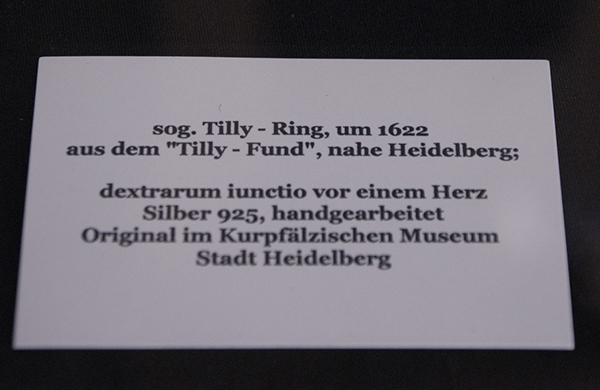 sog. Tilly - Ring, um 1622
aus dem "Tilly - Fund", nahe Heidelberg;
dextrarum iunctio vor einem Herz
Silber 925, handgearbeitet
Original im Kurpfälzischen Museum
Stadt Heidelberg